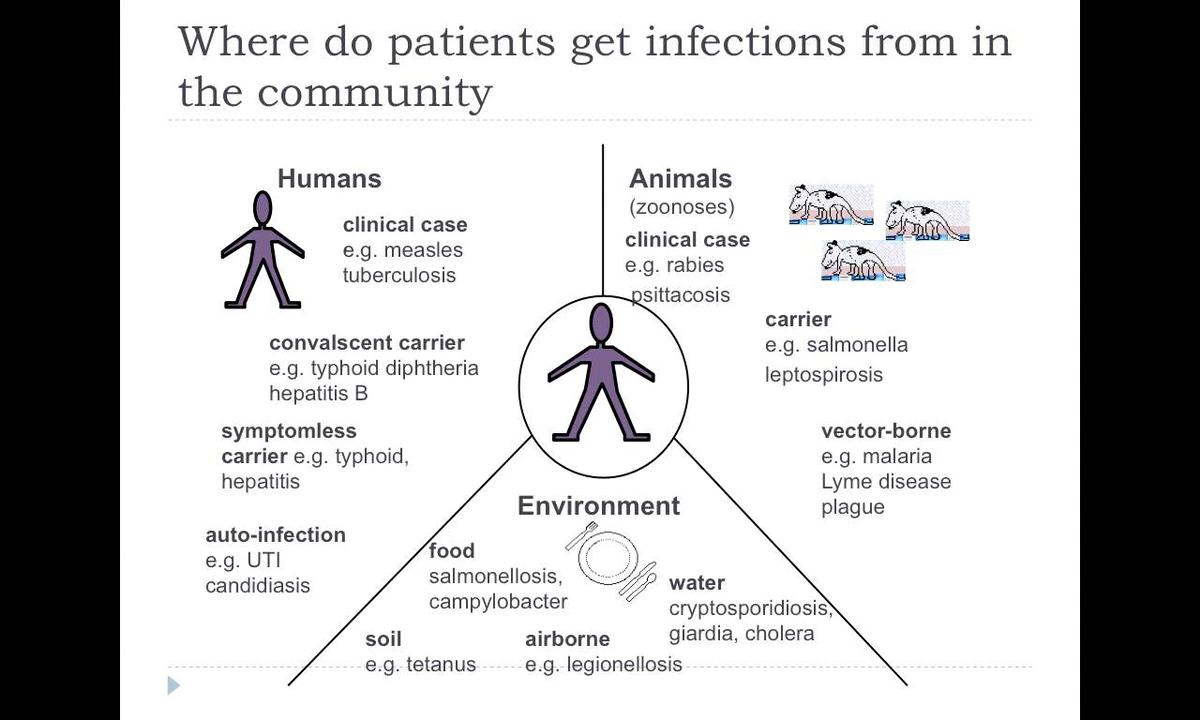 Where do patients get infections from in
the community
Humans
clinical case
e.g. measles
tuberculosis
convalscent carrier
e.g. typhoid diphtheria
hepatitis B
symptomless
carrier e.g. typhoid,
hepatitis
auto-infection
e.g. UTI
candidiasis
Animals
(zoonoses)
clinical case
e.g. rabies
psittacosis
carrier
e.g. salmonella
leptospirosis
vector-borne
e.g. malaria
Lyme disease
plague
Environment
food
salmonellosis,
campylobacter
water
cryptosporidiosis,
giardia, cholera
soil
e.g. tetanus
airborne
e.g. legionellosis